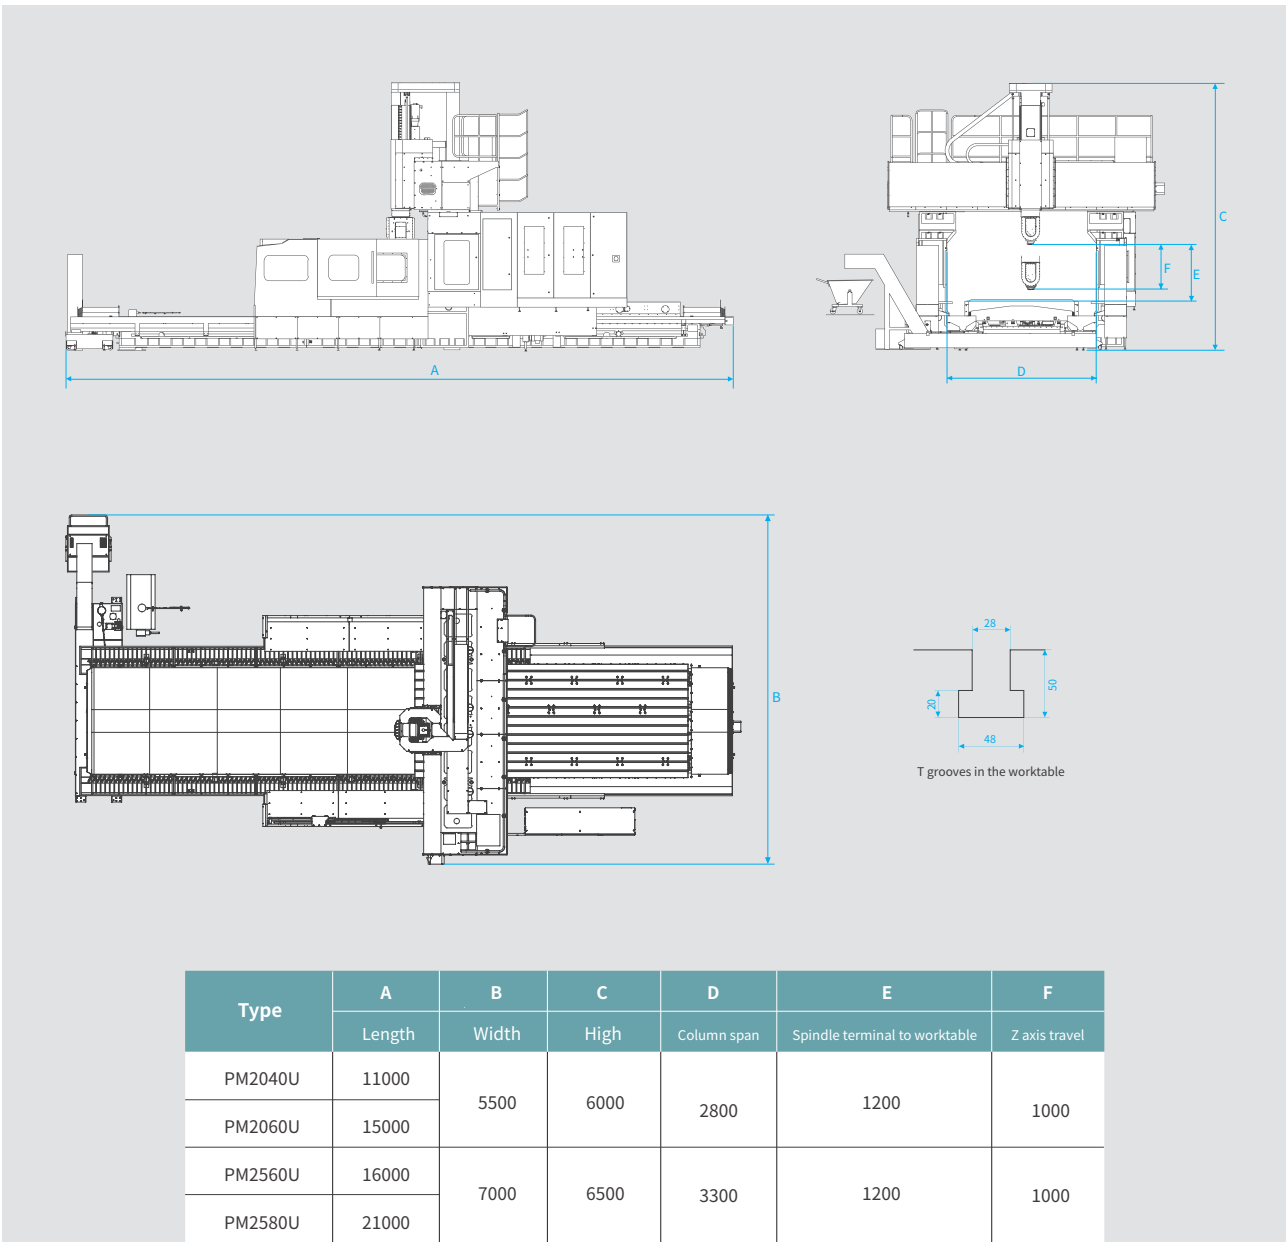 A
C
F
E
D
B
28
50
20
48
T grooves in the worktable
Type A B C D E F
Length Width High Column span Spindle terminal to worktable Z axis travel
PM2040U 11000 5500 6000 2800 1200 1000
PM2060U 15000
PM2560U 16000 7000 6500 3300 1200 1000
PM2580U 21000